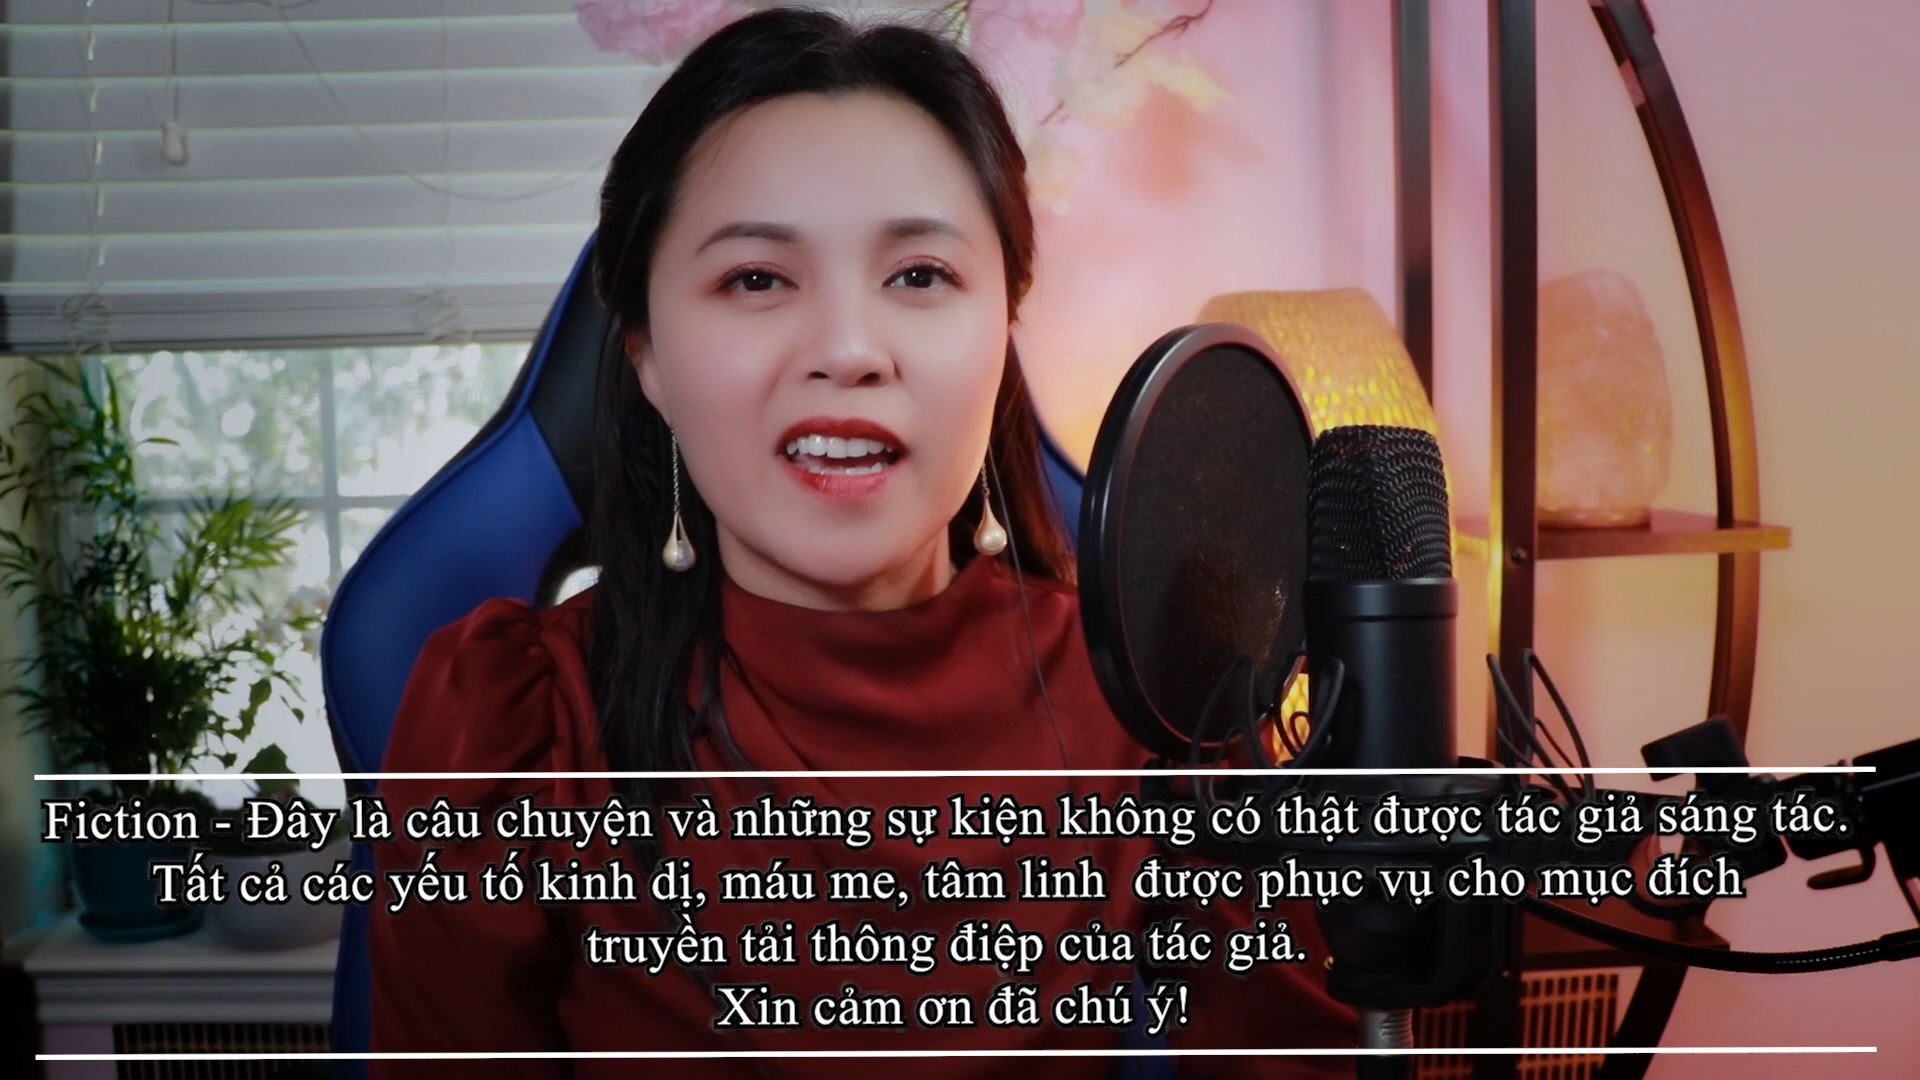 Fiction - Đây là câu chuyện và những sự kiện không có thật được tác giả sáng tác.
Tất cả các yếu tố kinh dị, máu me, tâm linh được phục vụ cho mục đích
truyền tải thông điệp của tác giả.
Xin cảm ơn đã chú ý!